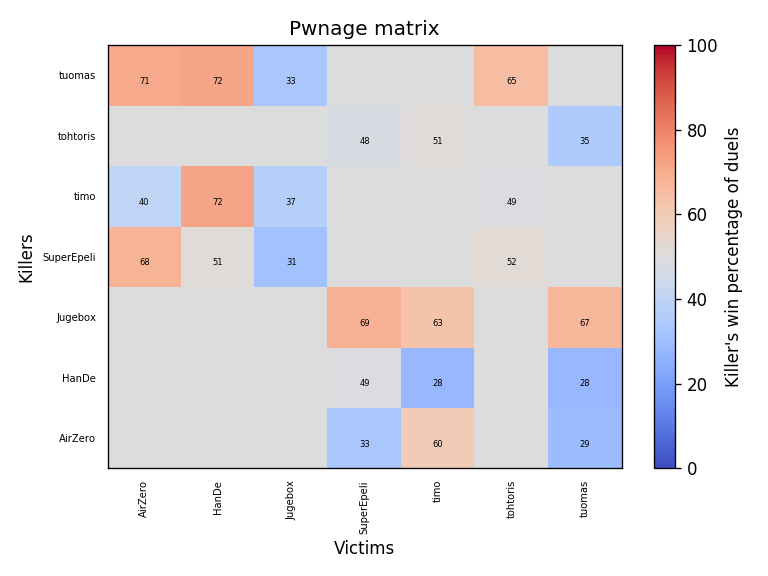 Pwnage matrix
Killers
tuomas 71 72 33 65
tohtoris 48 51 35
timo 40 72 37 49
SuperEpeli 68 51 31 52
Jugebox 69 63 67
HanDe 49 28 28
AirZero 33 60 29
AirZero HanDe Jugebox SuperEpeli timo tohtoris tuomas
Victims
100
80
60
40
20
0
Killer's win percentage of duels